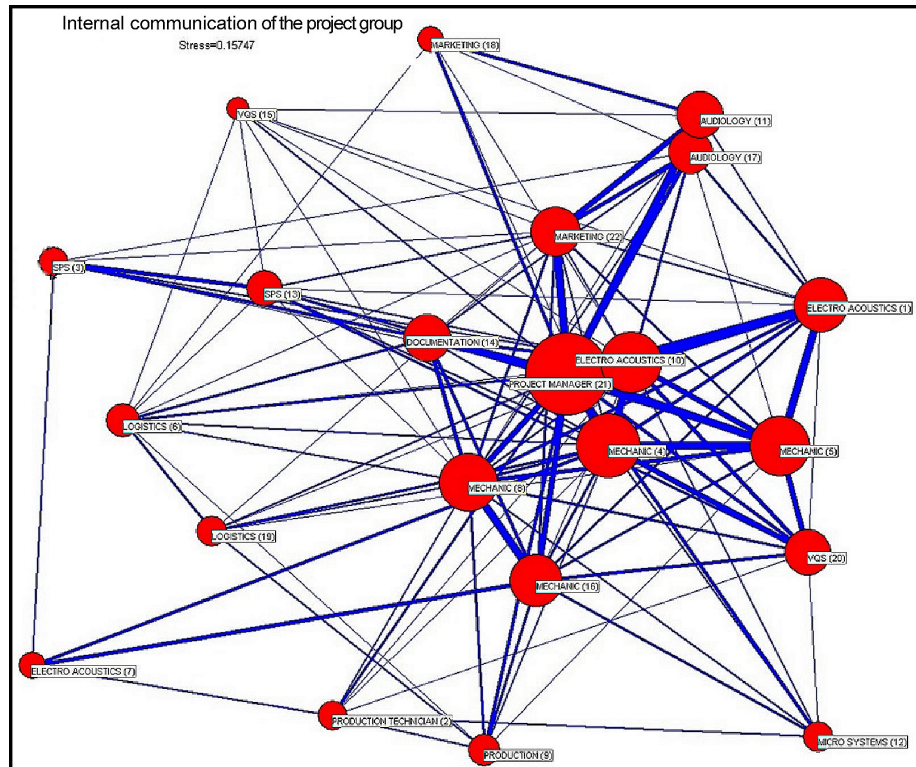 Internal communication of the project group
Stress=0.15747
MARKETING (18)
VQS (15)
AUDIOLOGY (11)
AUDIOLOGY (17)
MARKETING (22)
SPS (3)
SPS (13)
ELECTRO ACOUSTICS (1)
DOCUMENTATION (14)
ELECTRO ACOUSTICS (10)
PROJECT MANAGER (21)
LOGISTICS (6)
MECHANIC (4)
MECHANIC (5)
MECHANIC (8)
LOGISTICS (19)
VQS (20)
MECHANIC (16)
ELECTRO ACOUSTICS (7)
PRODUCTION TECHNICIAN (2)
MICRO SYSTEMS (12)
PRODUCTION (9)